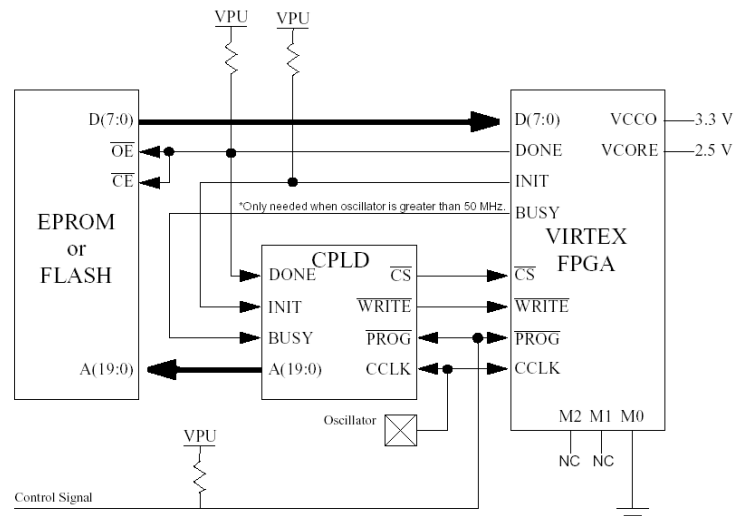 VPU VPU
D(7:0) D(7:0) VCCO 3.3 V
OE DONE VCORE 2.5 V
CE INIT
*Only needed when oscillator is greater than 50 MHz. BUSY
EPROM
or
FLASH
VIRTEX
FPGA
CPLD
DONE CS CS
INIT WRITE WRITE
BUSY PROG PROG
A(19:0) A(19:0) CCLK CCLK
Oscillator
M2 M1 M0
NC NC
VPU
Control Signal